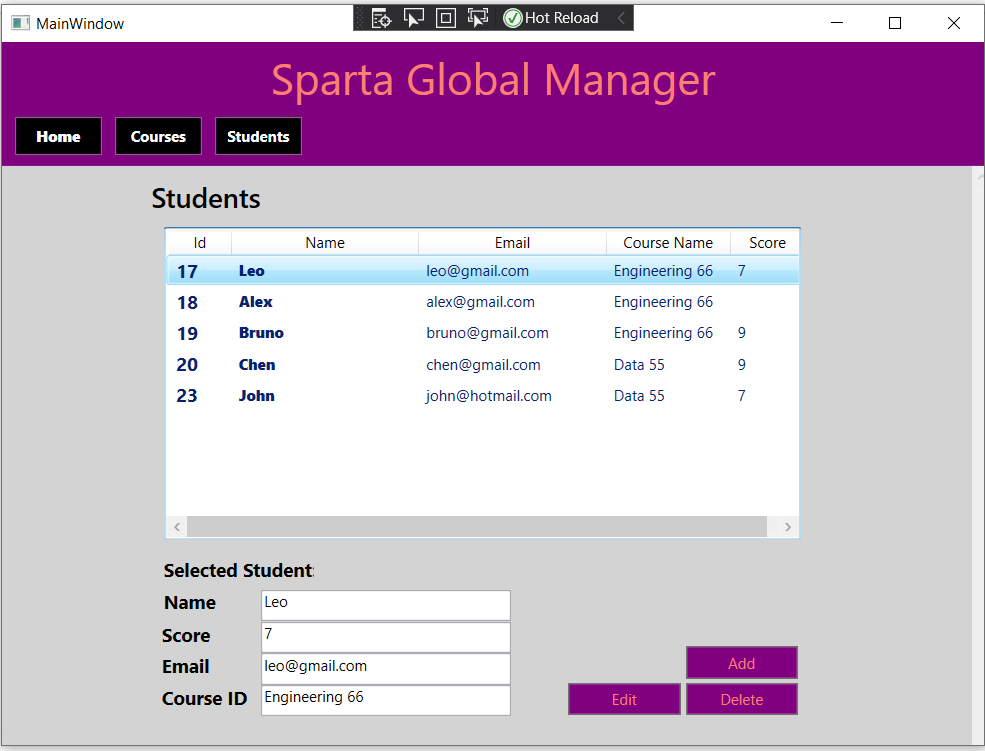 MainWindow
Hot Reload
Sparta Global Manager
Home Courses Students
Students
Id Name Email Course Name Score
17 Leo leo@gmail.com Engineering 66 7
18 Alex alex@gmail.com Engineering 66
19 Bruno bruno@gmail.com Engineering 66 9
20 Chen chen@gmail.com Data 55 9
23 John john@hotmail.com Data 55 7
Selected Student:
Name Leo
Score 7
Email leo@gmail.com
Add
Course ID Engineering 66
Edit Delete